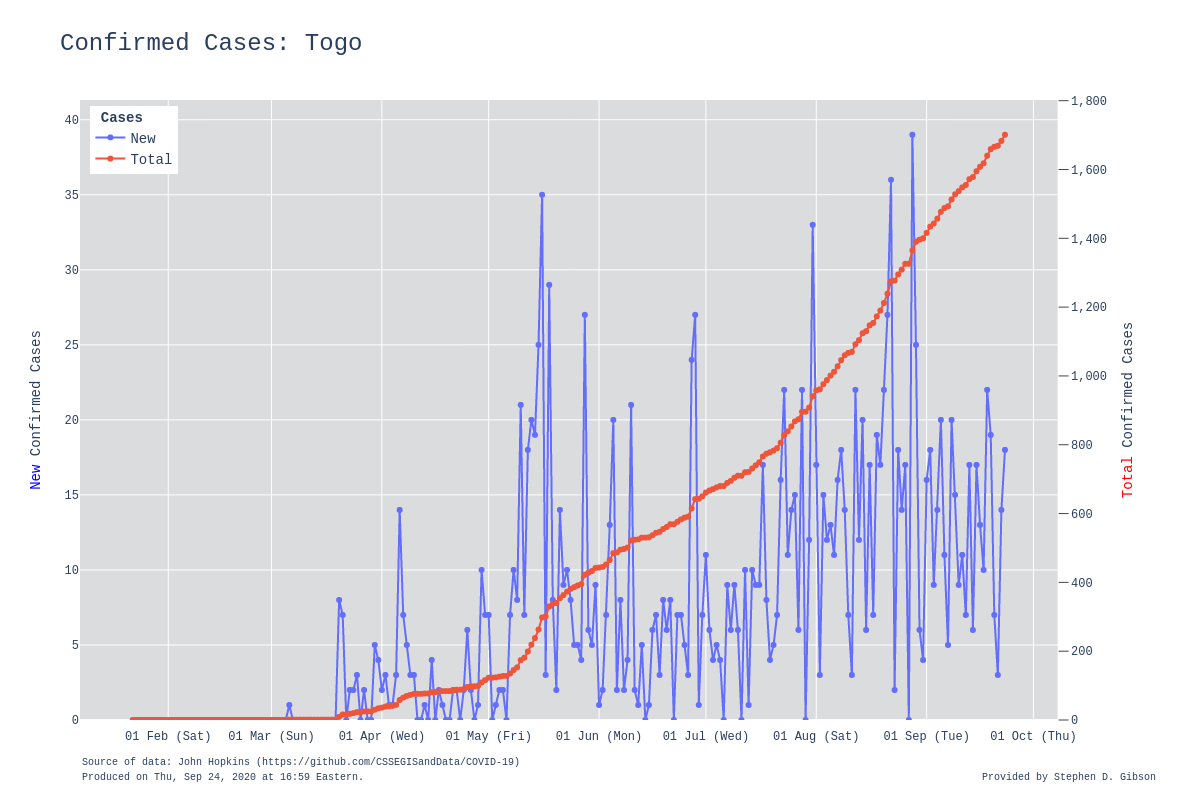 Confirmed Cases: Togo
Cases
New
Total
40
35
30
25
20
15
10
5
0
New Confirmed Cases
1,800
1,600
1,400
1,200
1,000
800
600
400
200
0
Total Confirmed Cases
01 Feb (Sat) 01 Mar (Sun) 01 Apr (Wed) 01 May (Fri) 01 Jun (Mon) 01 Jul (Wed) 01 Aug (Sat) 01 Sep (Tue) 01 Oct (Thu)
Source of data: John Hopkins (https://github.com/CSSEGISandData/COVID-19)
Produced on Thu, Sep 24, 2020 at 16:59 Eastern.
Provided by Stephen D. Gibson